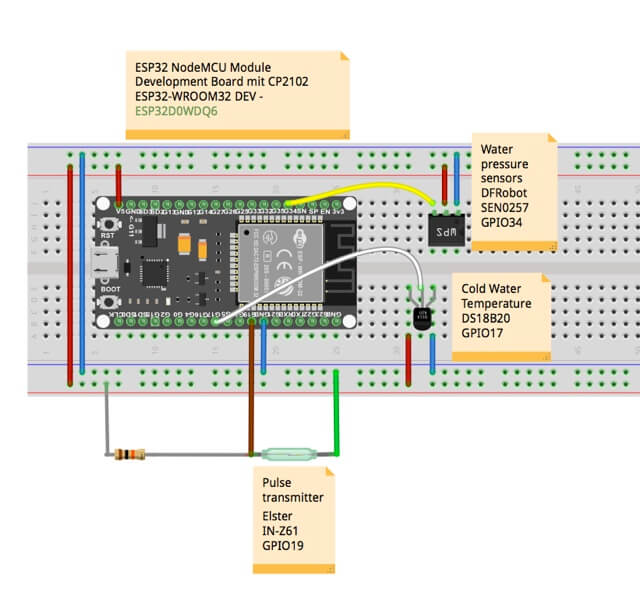 ESP32 NodeMCU Module
Development Board mit CP2102
ESP32-WROOM32 DEV -
ESP32D0WDQ6
Water
pressure
sensors
DFRobot
SEN0257
GPIO34
RST
BOOT
WPS
Cold Water
Temperature
DS18B20
GPIO17
Pulse
transmitter
Elster
IN-Z61
GPIO19